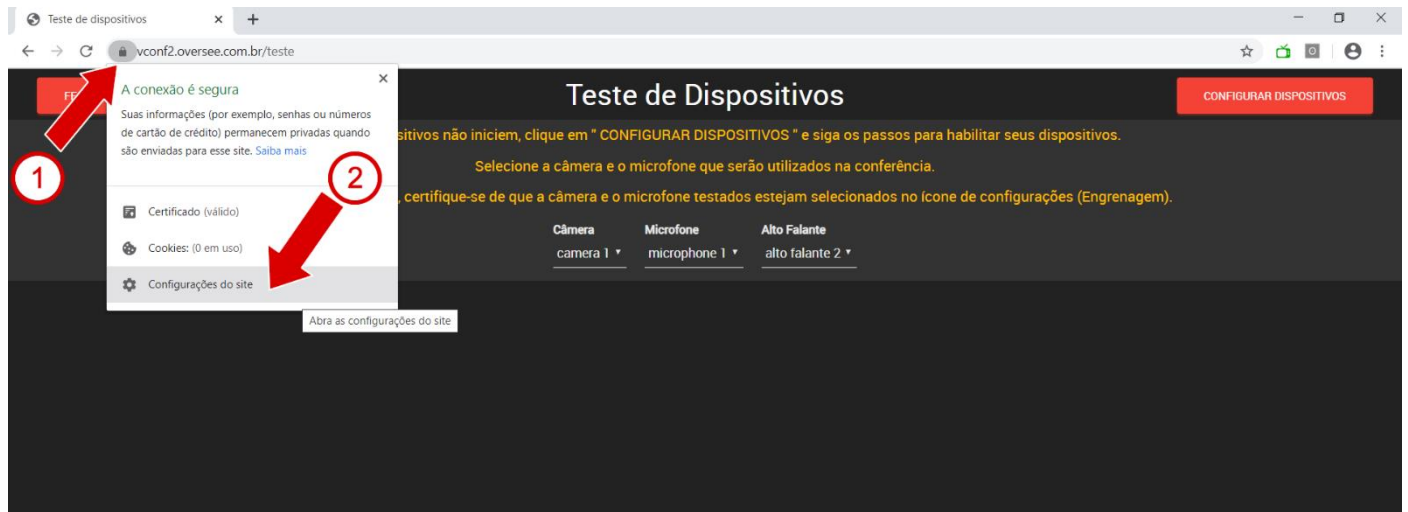 Teste de dispositivos
vconf2.oversee.com.br/teste
A conexão é segura
Suas informações (por exemplo, senhas ou números
de cartão de crédito) permanecem privadas quando
são enviadas para esse site. Saiba mais
Certificado (válido)
Cookies: (0 em uso)
Configurações do site
Abra as configurações do site
1
2
Teste de Dispositivos
CONFIGURAR DISPOSITIVOS
não iniciem, clique em " CONFIGURAR DISPOSITIVOS " e siga os passos para habilitar seus dispositivos.
Selecione a câmera e o microfone que serão utilizados na conferência.
, certifique-se de que a câmera e o microfone testados estejam selecionados no ícone de configurações (Engrenagem).
Câmera Microfone Alto Falante
camera 1 microphone 1 alto falante 2